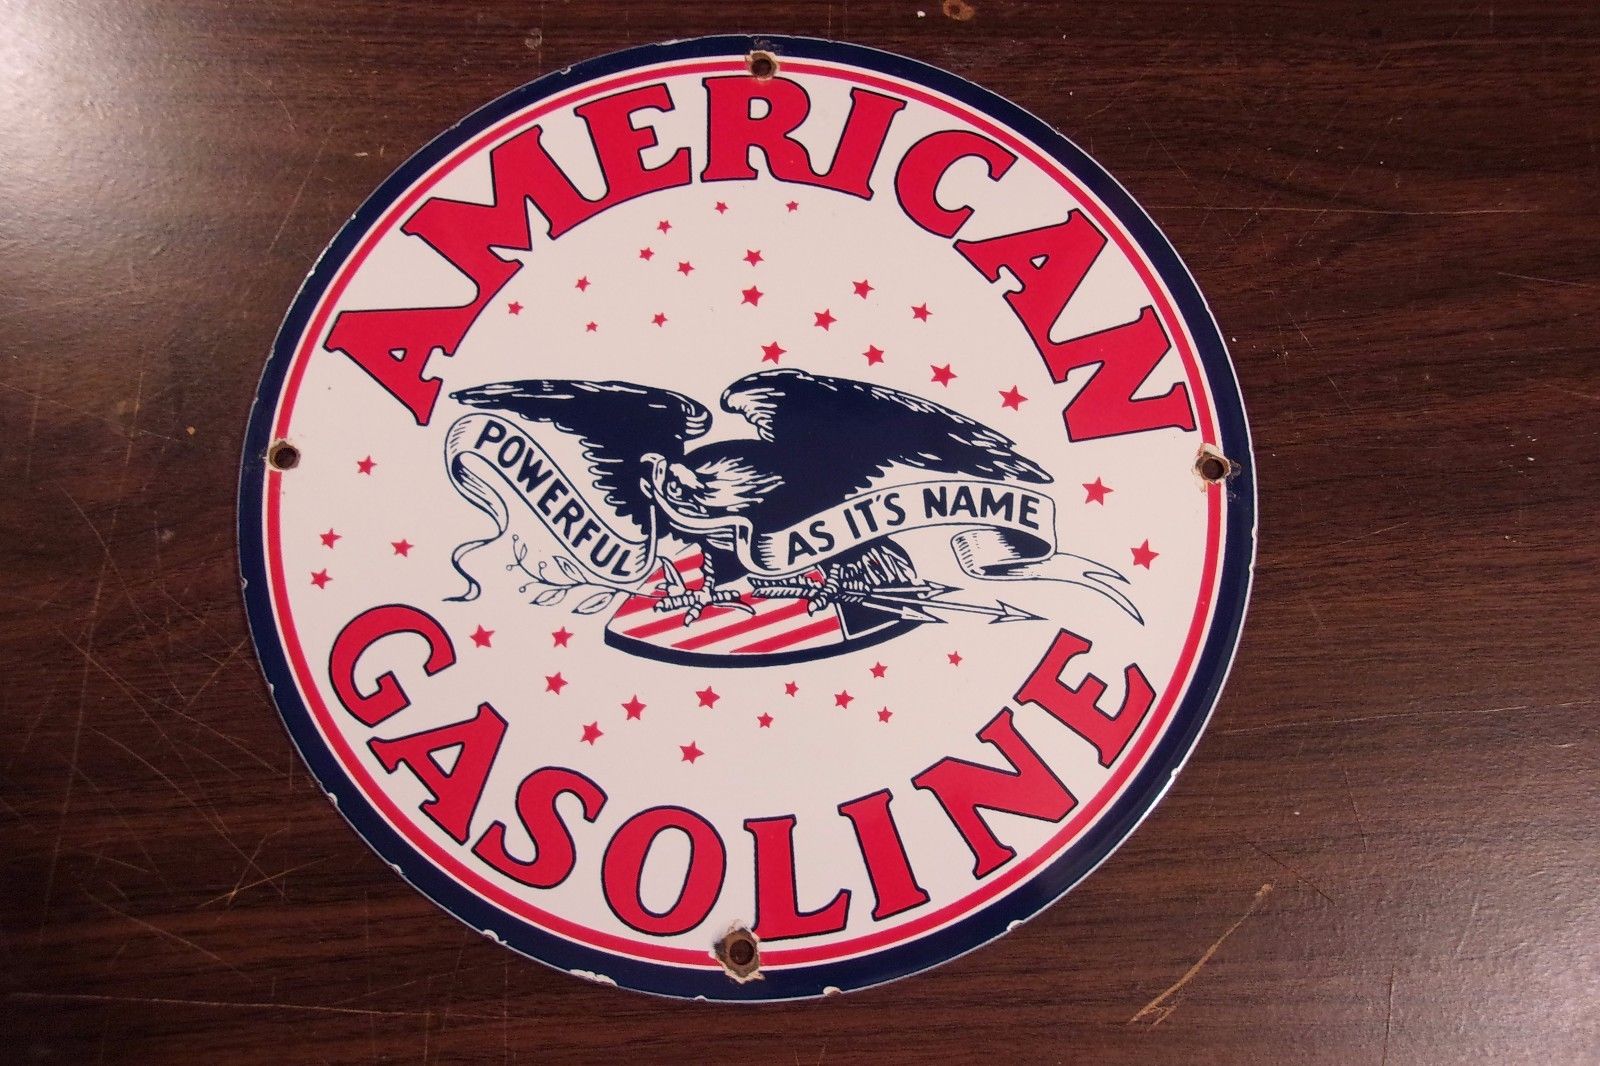 AMERICAN
POWERFUL
AS IT'S NAME
GASOLINE